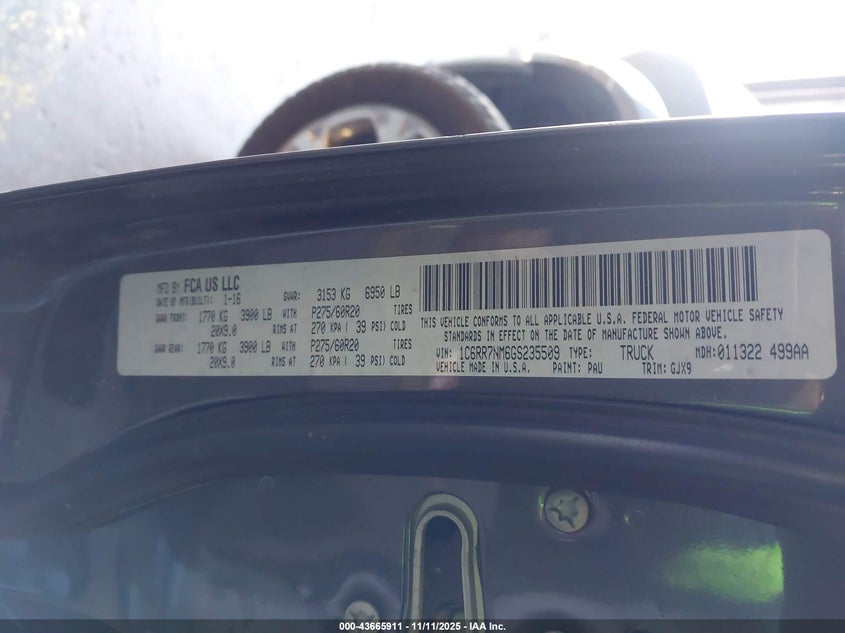 MFD BY FCA US LLC
DATE OF MFR(BUILT): 1-16 GVWR: 3153 KG 6950 LB
GAWR FRONT: 1770 KG 3900 LB WITH P275/60R20 TIRES
20X9.0 RIMS AT 270 KPA ( 39 PSI) COLD
GAWR REAR: 1770 KG 3900 LB WITH P275/60R20 TIRES
20X9.0 RIMS AT 270 KPA ( 39 PSI) COLD
THIS VEHICLE CONFORMS TO ALL APPLICABLE U.S.A. FEDERAL MOTOR VEHICLE SAFETY
STANDARDS IN EFFECT ON THE DATE OF MANUFACTURE SHOWN ABOVE.
VIN: 1C6RR7NM6GS235509 TYPE: TRUCK MDH: 011322 499AA
VEHICLE MADE IN U.S.A. PAINT: PAU TRIM: GJX9
000-43665911 - 11/11/2025 - IAA Inc.